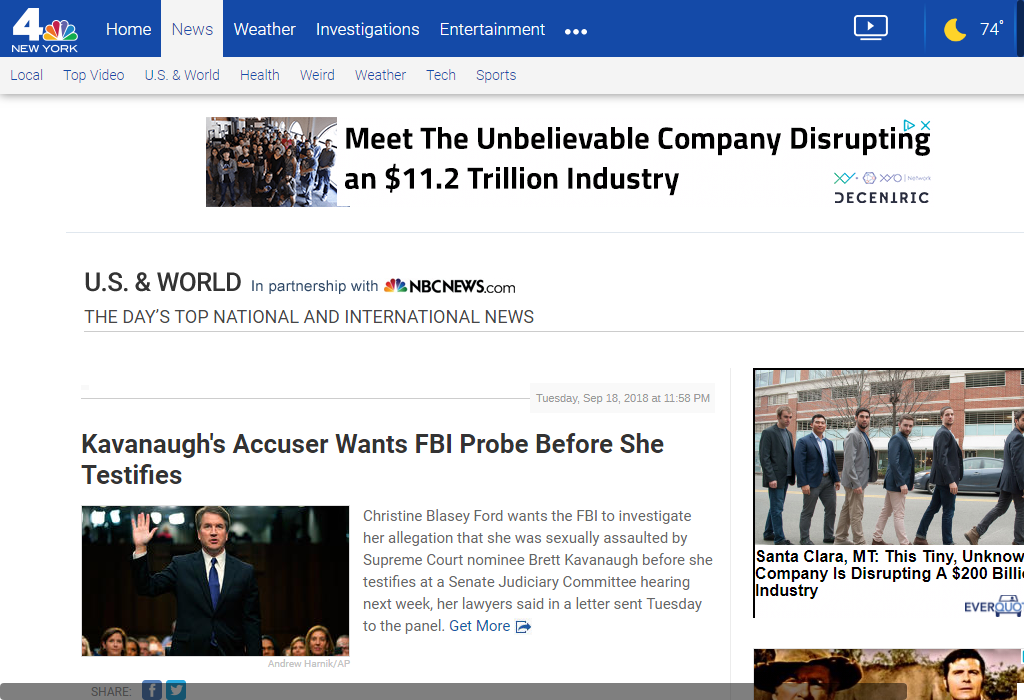 4
NEW YORK
Home News Weather Investigations Entertainment ••• 74°
Local Top Video U.S. & World Health Weird Weather Tech Sports
Meet The Unbelievable Company Disrupting
an $11.2 Trillion Industry
XYO | Network
DECENTRIC
U.S. & WORLD In partnership with NBCNEWS.com
THE DAY'S TOP NATIONAL AND INTERNATIONAL NEWS
Tuesday, Sep 18, 2018 at 11:58 PM
Kavanaugh's Accuser Wants FBI Probe Before She
Testifies
Christine Blasey Ford wants the FBI to investigate
her allegation that she was sexually assaulted by
Supreme Court nominee Brett Kavanaugh before she
testifies at a Senate Judiciary Committee hearing
next week, her lawyers said in a letter sent Tuesday
to the panel. Get More
Andrew Harnik/AP
SHARE:
Santa Clara, MT: This Tiny, Unknow
Company Is Disrupting A $200 Billi
Industry
EVERQUO